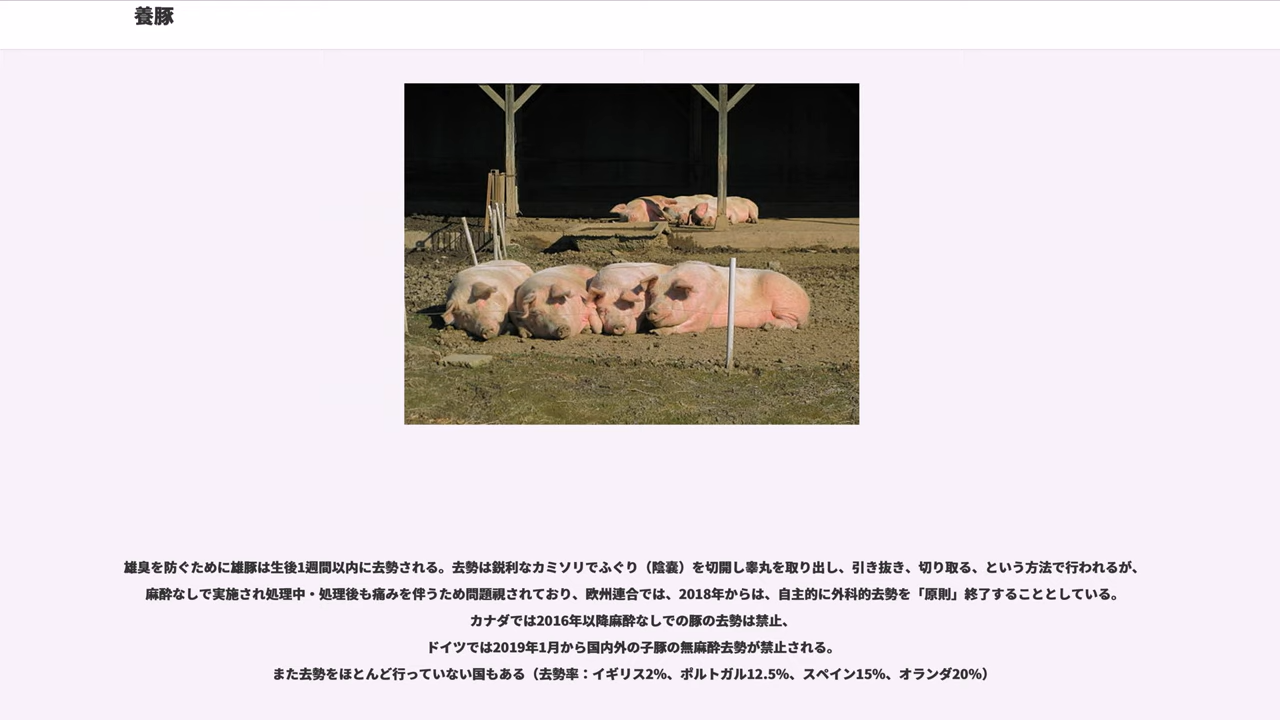 養豚
雄臭を防ぐために雄豚は生後1週間以内に去勢される。去勢は鋭利なカミソリでふぐり（陰嚢）を切開し睾丸を取り出し、引き抜き、切り取る、という方法で行われるが、
麻酔なしで実施され処理中・処理後も痛みを伴うため問題視されており、欧州連合では、2018年からは、自主的に外科的去勢を「原則」終了することとしている。
カナダでは2016年以降麻酔なしでの豚の去勢は禁止、
ドイツでは2019年1月から国内外の子豚の無麻酔去勢が禁止される。
また去勢をほとんど行っていない国もある（去勢率：イギリス2%、ポルトガル12.5%、スペイン15%、オランダ20%）